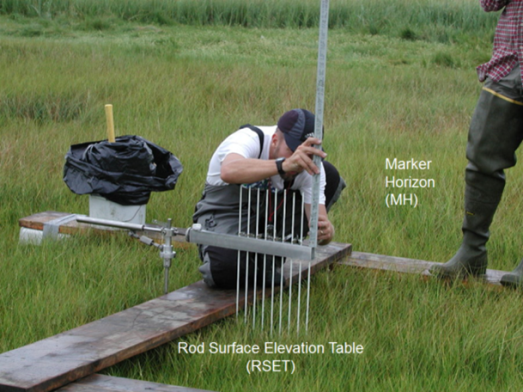 Marker
Horizon
(MH)
Rod Surface Elevation Table
(RSET)